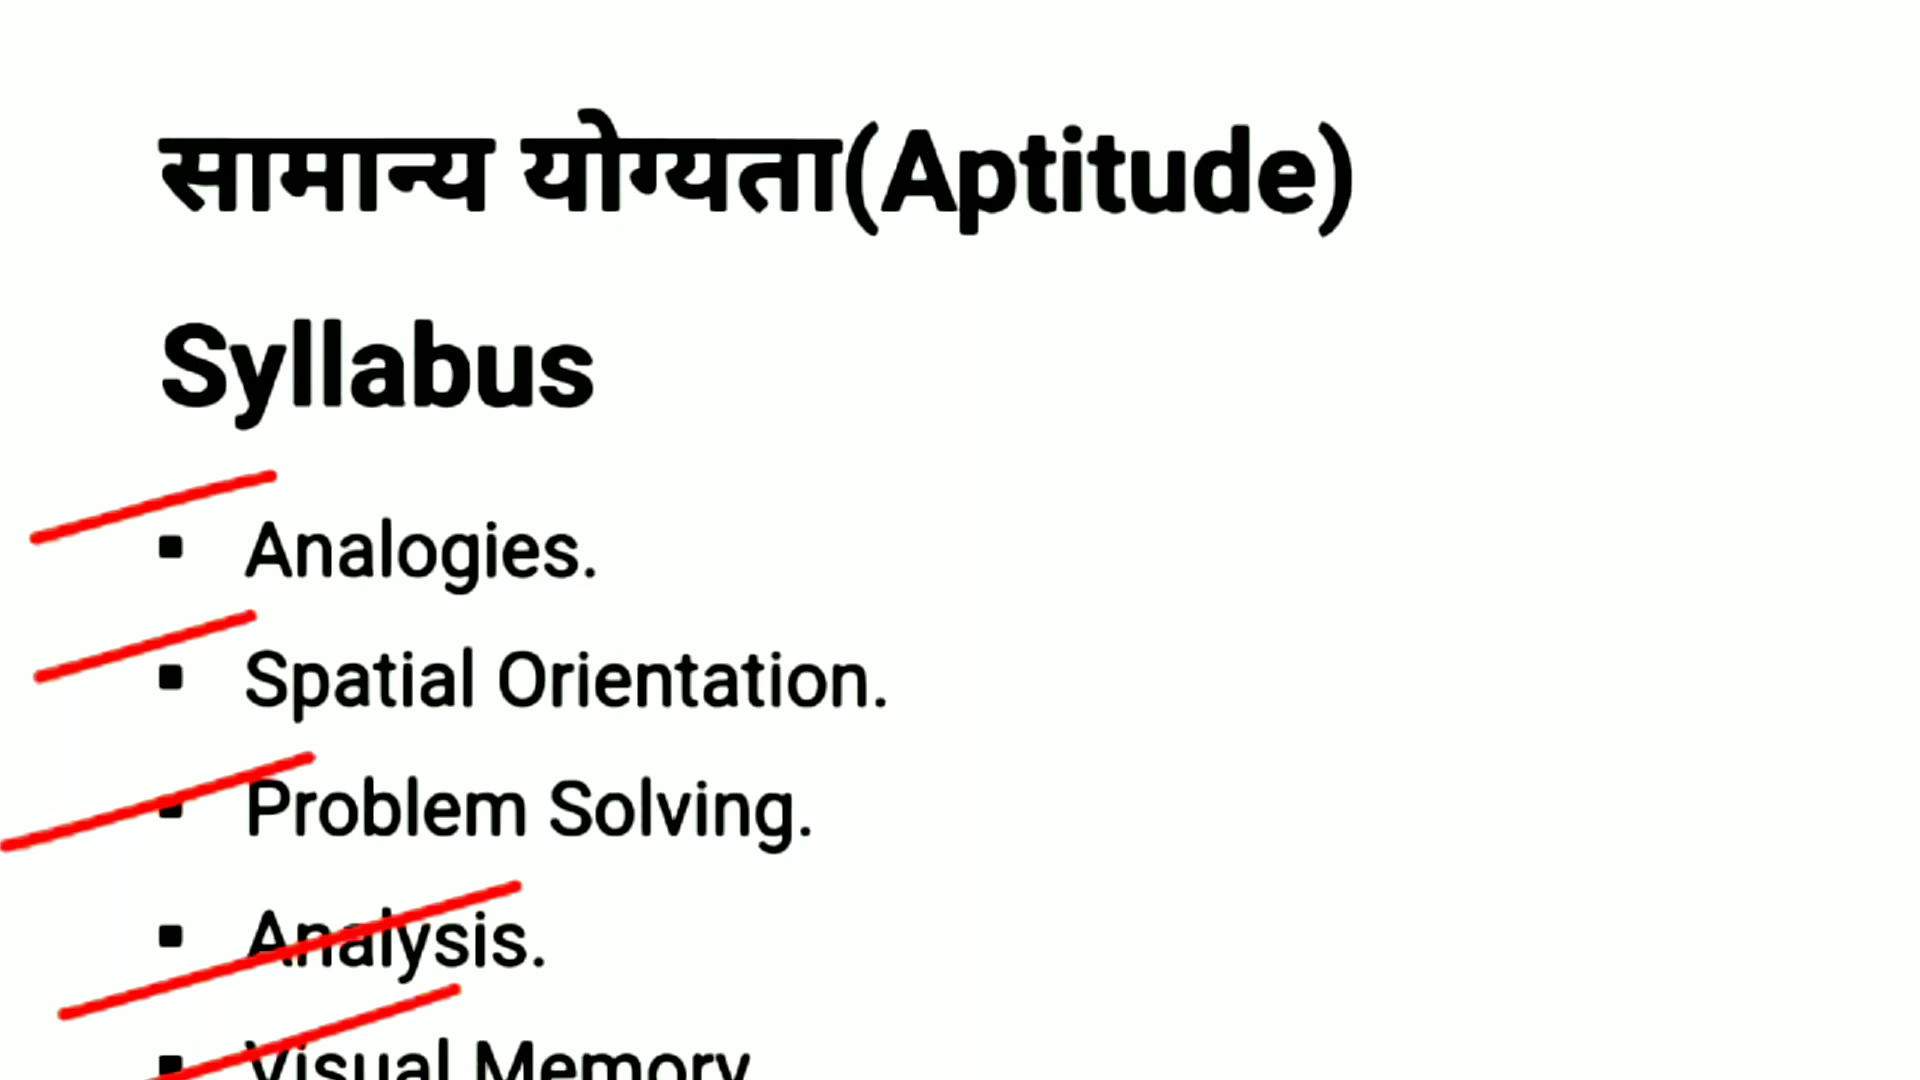 सामान्य योग्यता(Aptitude)
Syllabus
▪ Analogies.
▪ Spatial Orientation.
▪ Problem Solving.
▪ Analysis.
▪ Visual Memory